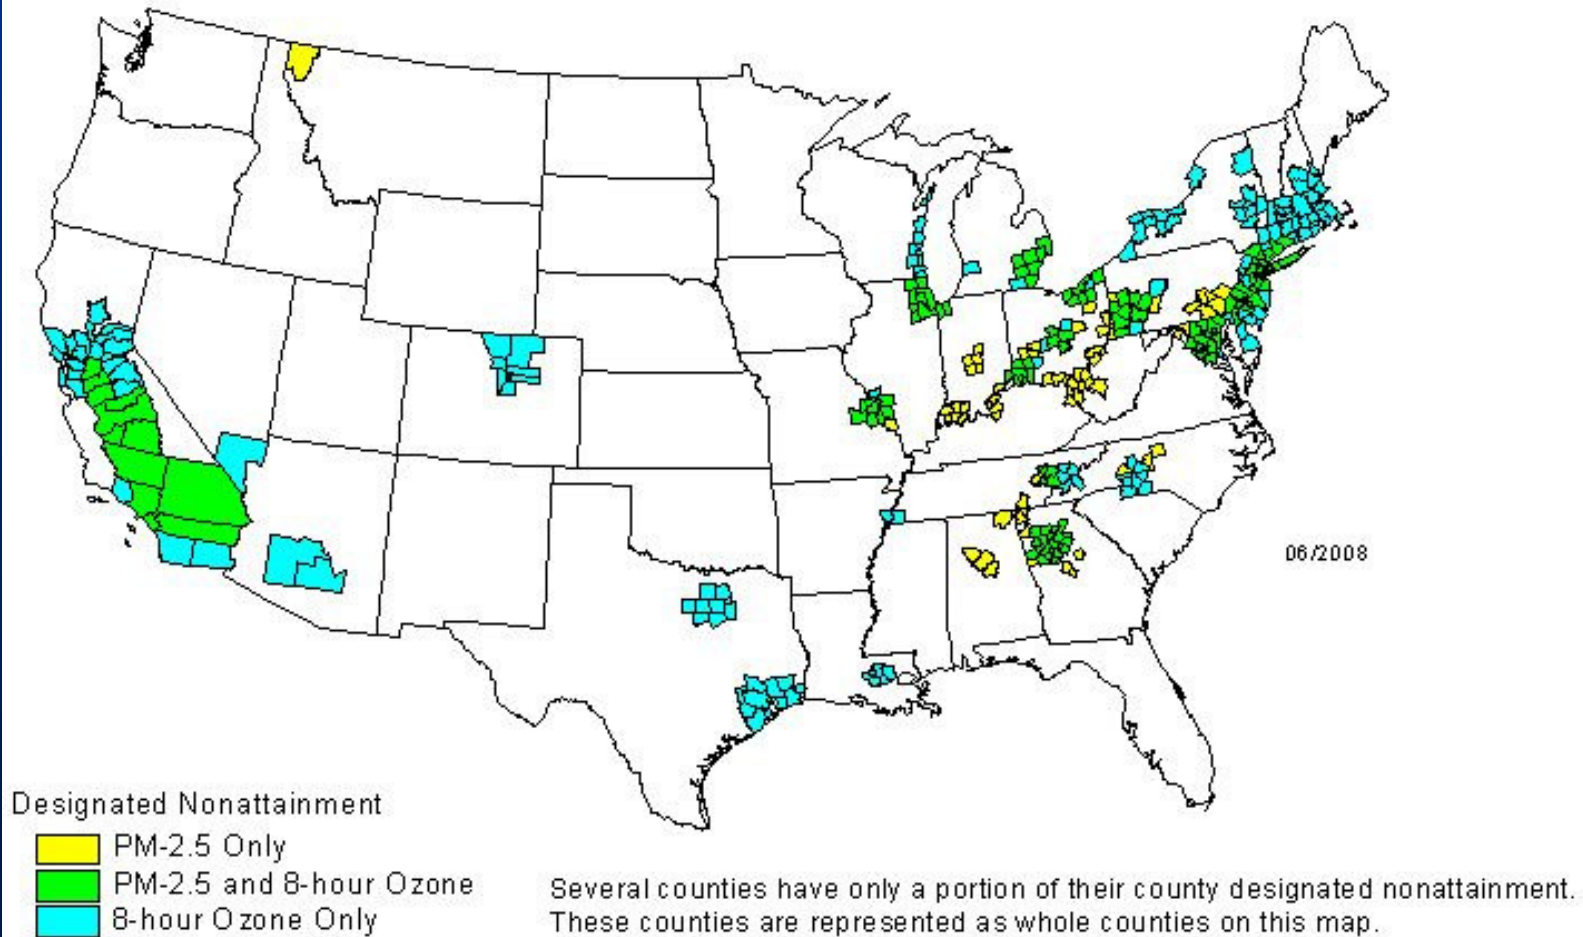 06/2008
Designated Nonattainment
PM-2.5 Only
PM-2.5 and 8-hour Ozone
8-hour Ozone Only
Several counties have only a portion of their county designated nonattainment.
These counties are represented as whole counties on this map.